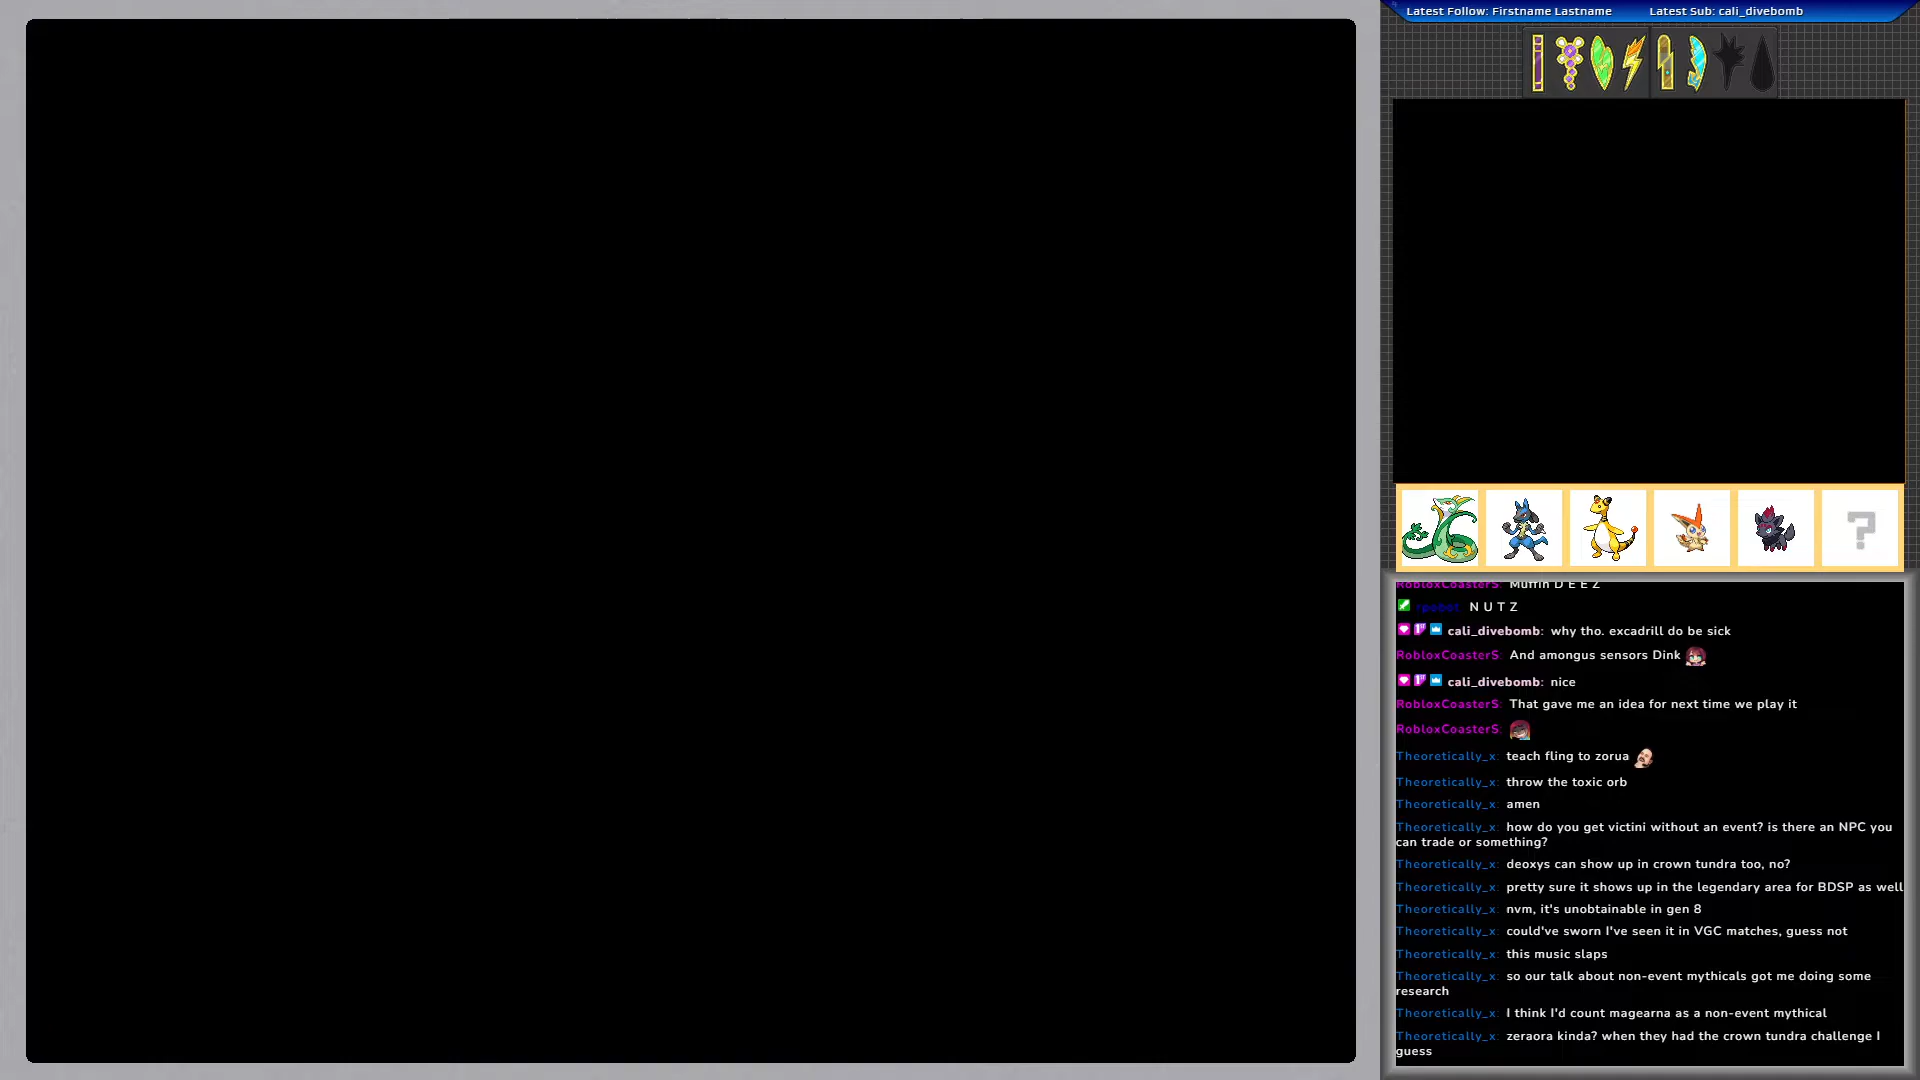 Latest Follow: Firstname Lastname Latest Sub: cali_divebomb
?
RobloxCoasterS: Muffin D E E Z
N U T Z
cali_divebomb: why tho. excadrill do be sick
RobloxCoasterS: And amongus sensors Dink
cali_divebomb: nice
RobloxCoasterS: That gave me an idea for next time we play it
RobloxCoasterS:
Theoretically_x: teach fling to zorua
Theoretically_x: throw the toxic orb
Theoretically_x: amen
Theoretically_x: how do you get victini without an event? is there an NPC you
can trade or something?
Theoretically_x: deoxys can show up in crown tundra too, no?
Theoretically_x: pretty sure it shows up in the legendary area for BDSP as well
Theoretically_x: nvm, it's unobtainable in gen 8
Theoretically_x: could've sworn I've seen it in VGC matches, guess not
Theoretically_x: this music slaps
Theoretically_x: so our talk about non-event mythicals got me doing some
research
Theoretically_x: I think I'd count magearna as a non-event mythical
Theoretically_x: zeraora kinda? when they had the crown tundra challenge I
guess